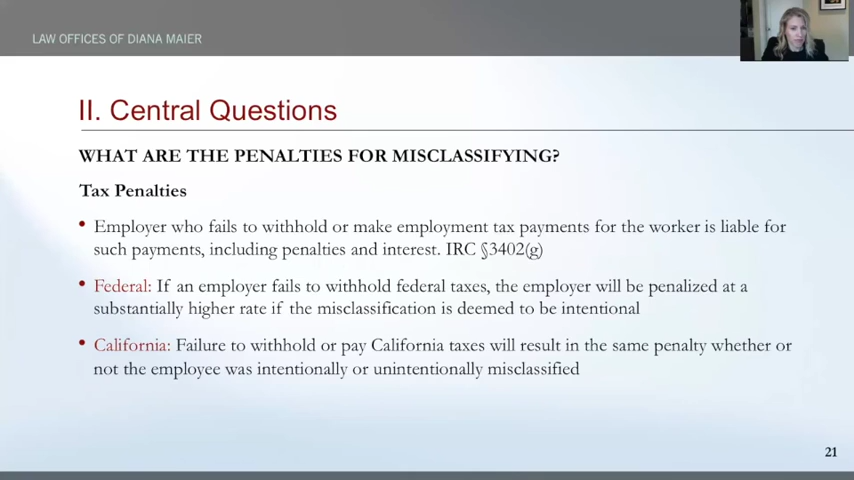 LAW OFFICES OF DIANA MAIER
II. Central Questions
WHAT ARE THE PENALTIES FOR MISCLASSIFYING?
Tax Penalties
• Employer who fails to withhold or make employment tax payments for the worker is liable for
such payments, including penalties and interest. IRC §3402(g)
• Federal: If an employer fails to withhold federal taxes, the employer will be penalized at a
substantially higher rate if the misclassification is deemed to be intentional
• California: Failure to withhold or pay California taxes will result in the same penalty whether or
not the employee was intentionally or unintentionally misclassified
21